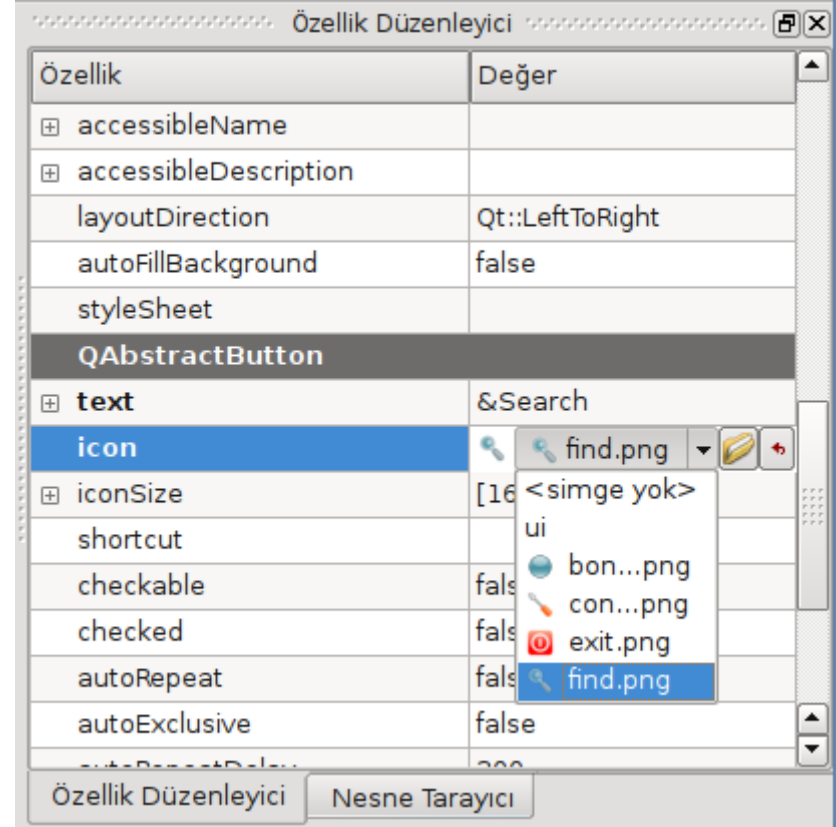 Özellik Düzenleyici
Özellik Değer
accessibleName
accessibleDescription
layoutDirection Qt::LeftToRight
autoFillBackground false
styleSheet
QAbstractButton
text &Search
icon find.png
iconSize [16 <simge yok>
ui
shortcut
bon...png
checkable fals
con...png
checked fals
exit.png
autoRepeat fals
find.png
autoExclusive false
Özellik Düzenleyici Nesne Tarayıcı